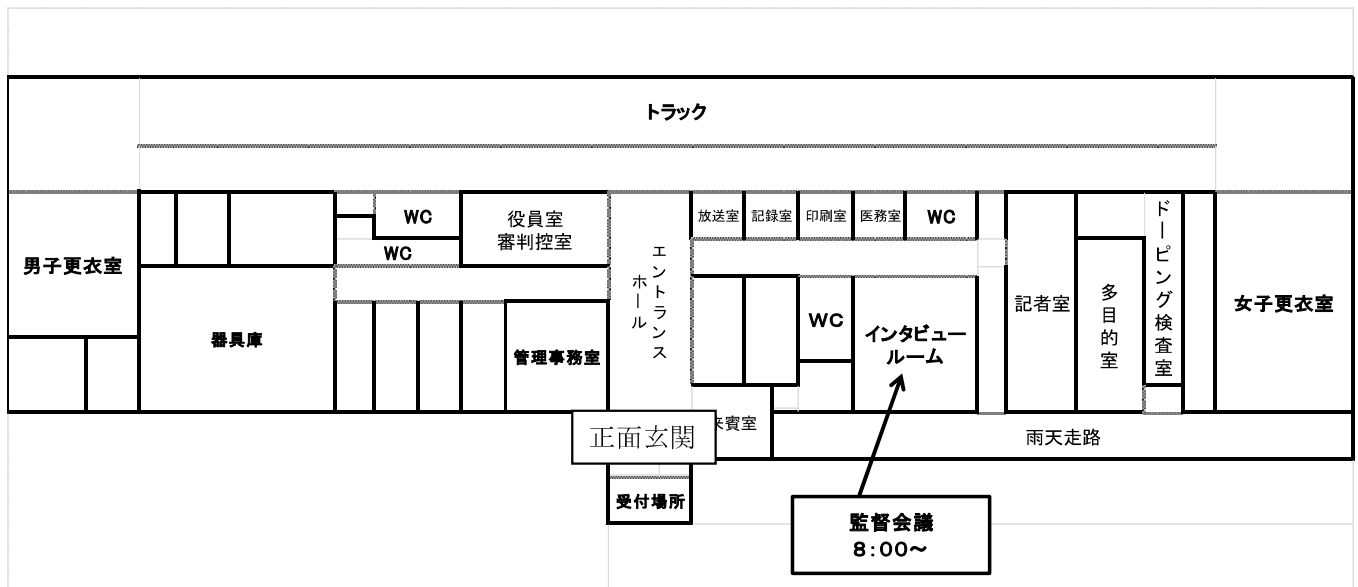 トラック
WC
役員室
審判控室
放送室
記録室
印刷室
医務室
WC
WC
男子更衣室
エントランス
ホール
記者室
多目的室
ドーピング検査室
女子更衣室
器具庫
管理事務室
WC
インタビュー
ルーム
正面玄関
来賓室
雨天走路
受付場所
監督会議
8:00~